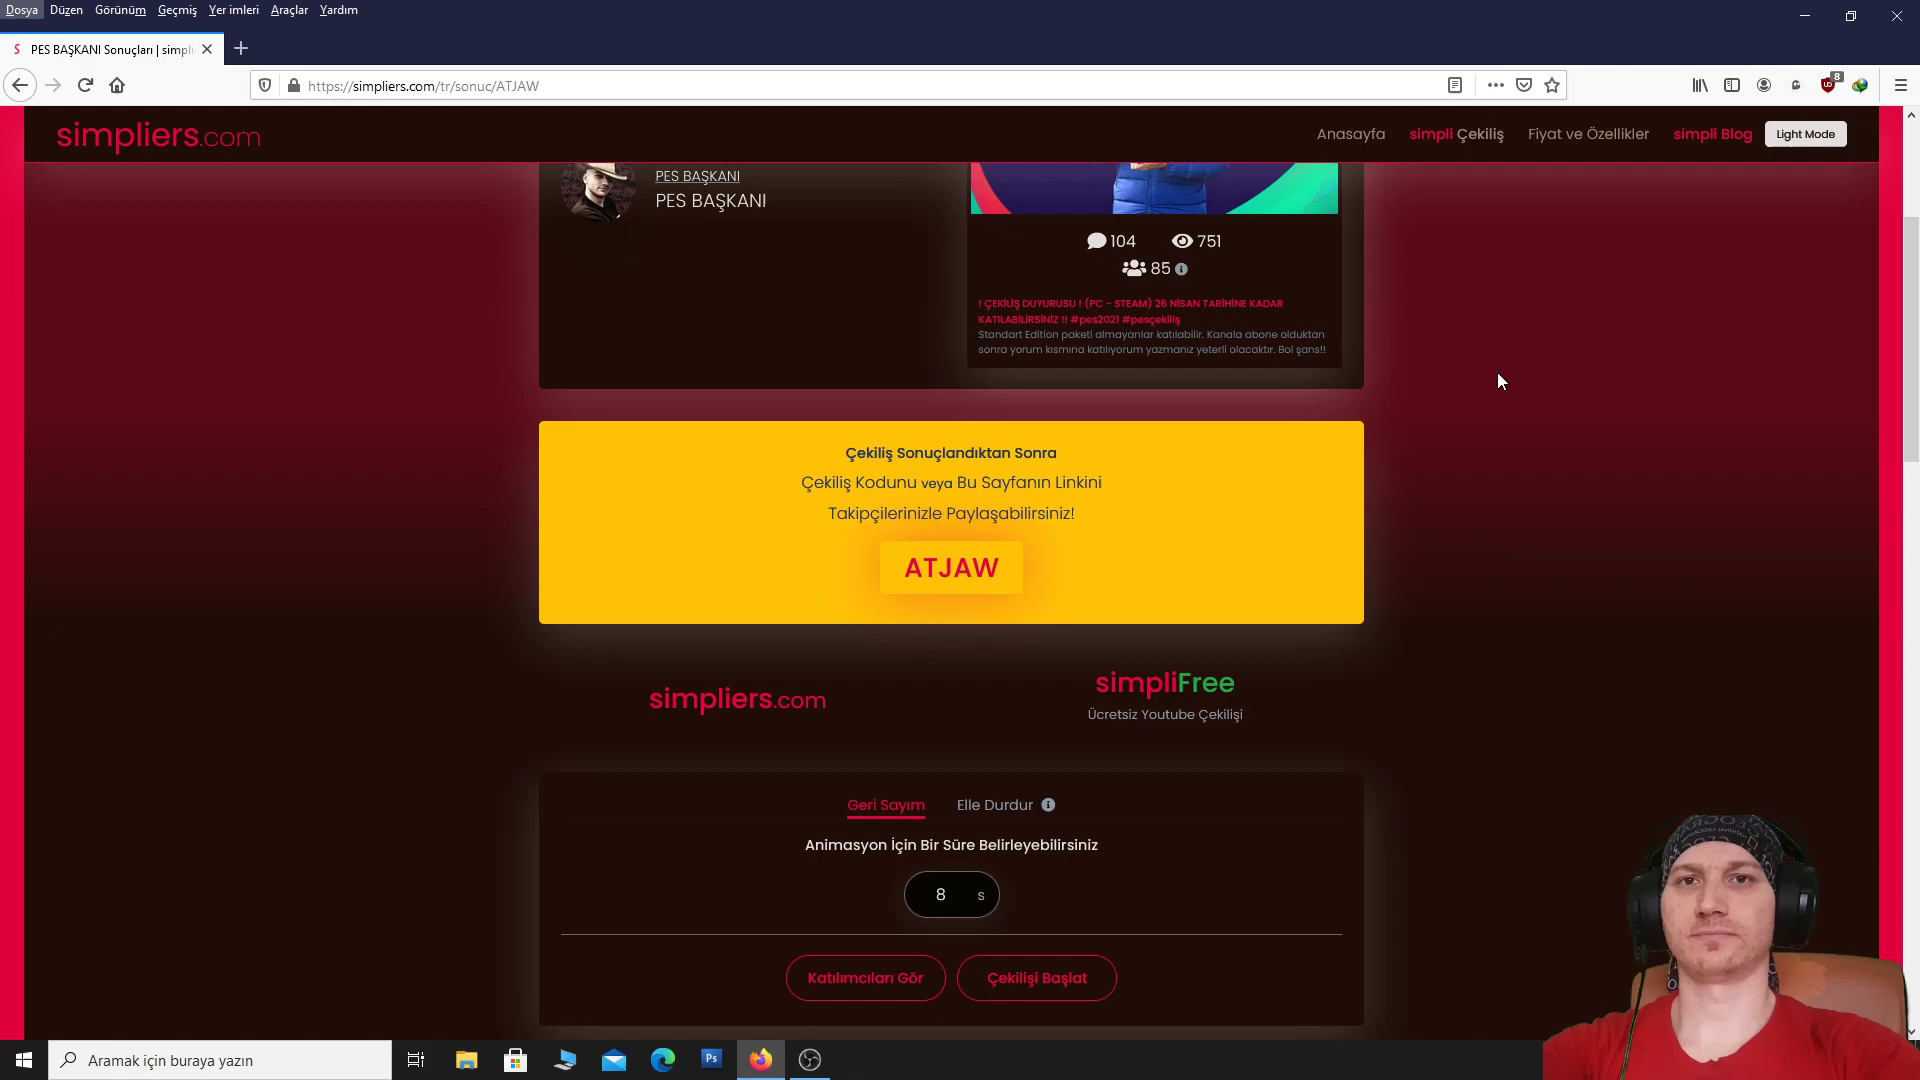 Dosya Düzen Görünüm Geçmiş Yer imleri Araçlar Yardım
PES BAŞKANI Sonuçları | simpli
https://simpliers.com/tr/sonuc/ATJAW
8
simpliers.com
Anasayfa simpli Çekiliş Fiyat ve Özellikler simpli Blog Light Mode
PES BAŞKANI
PES BAŞKANI
104 751
85
! ÇEKİLİŞ DUYURUSU ! (PC - STEAM) 26 NİSAN TARİHİNE KADAR
KATILABİLİRSİNİZ !! #pes2021 #pesçekiliş
Standart Edition paketi almayanlar katılabilir. Kanala abone olduktan
sonra yorum kısmına katılıyorum yazmanız yeterli olacaktır. Bol şans!!
Çekiliş Sonuçlandıktan Sonra
Çekiliş Kodunu veya Bu Sayfanın Linkini
Takipçilerinizle Paylaşabilirsiniz!
ATJAW
simpliers.com
simpliFree
Ücretsiz Youtube Çekilişi
Geri Sayım Elle Durdur
Animasyon İçin Bir Süre Belirleyebilirsiniz
8 s
Katılımcıları Gör Çekilişi Başlat
Aramak için buraya yazın
Ps